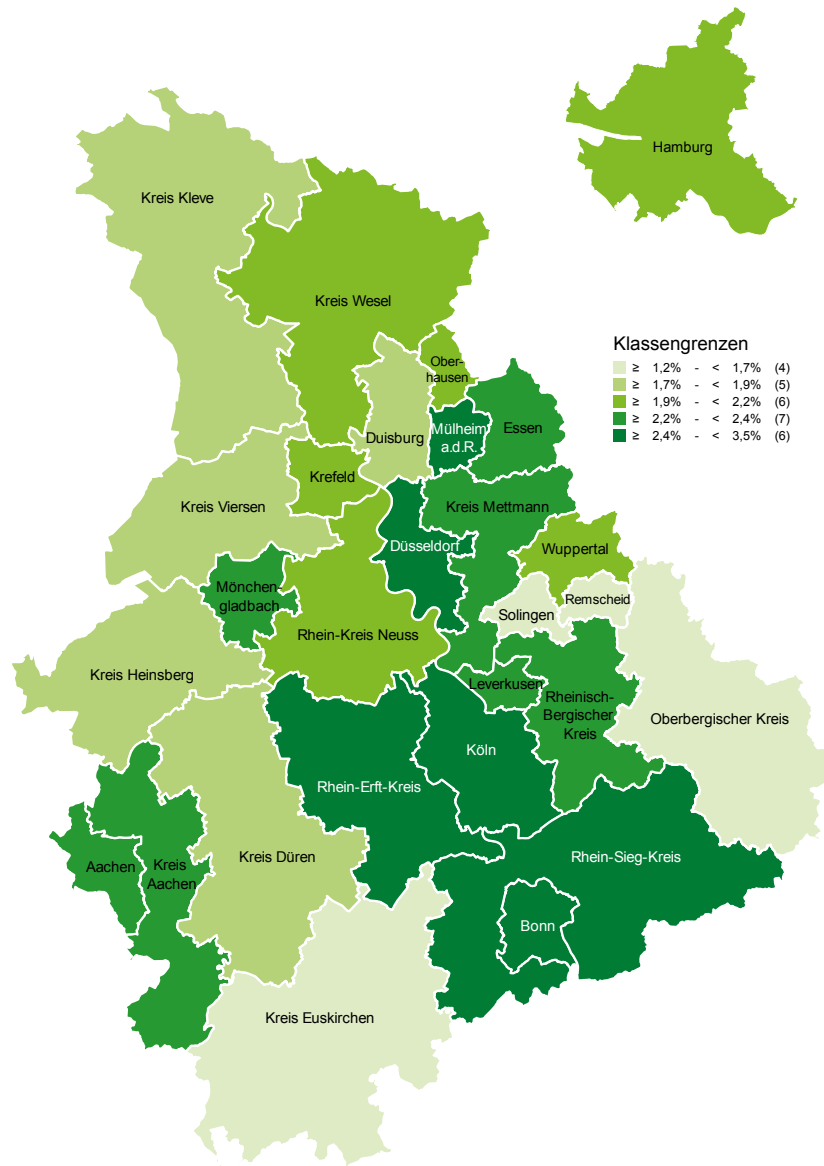 Hamburg
Kreis Kleve
Kreis Wesel
Klassengrenzen
≥ 1,2% - < 1,7% (4)
≥ 1,7% - < 1,9% (5)
≥ 1,9% - < 2,2% (6)
≥ 2,2% - < 2,4% (7)
≥ 2,4% - < 3,5% (6)
Ober-
hausen
Duisburg
Mülheim
a.d.R.
Essen
Krefeld
Kreis Viersen
Kreis Mettmann
Düsseldorf
Wuppertal
Mönchen-
gladbach
Remscheid
Solingen
Rhein-Kreis Neuss
Kreis Heinsberg
Leverkusen
Rheinisch-
Bergischer
Kreis
Oberbergischer Kreis
Köln
Rhein-Erft-Kreis
Kreis Düren
Rhein-Sieg-Kreis
Aachen
Kreis
Aachen
Bonn
Kreis Euskirchen